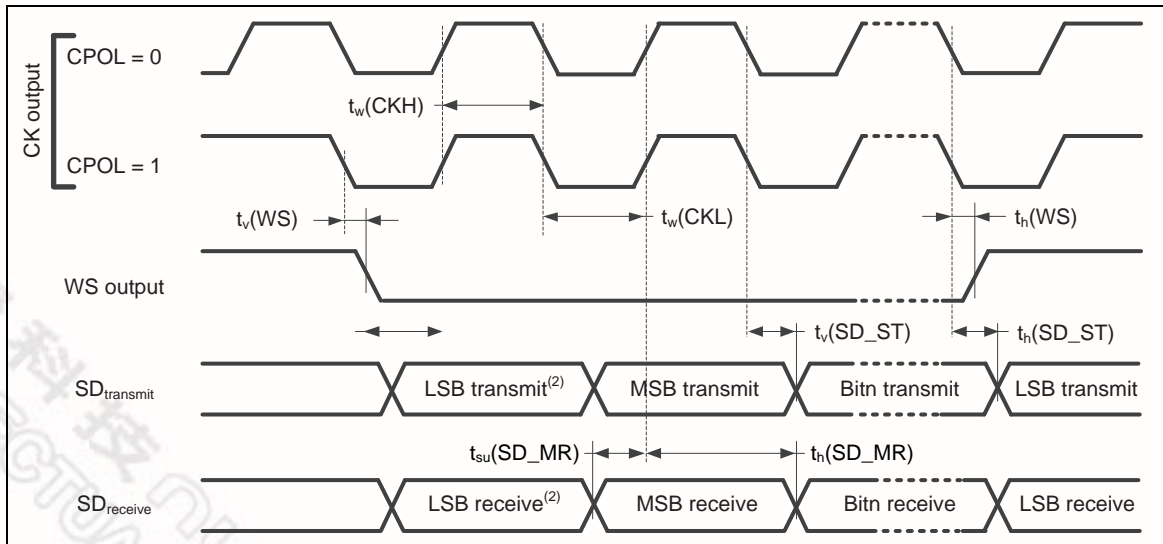 CK output
CPOL = 0
tw(CKH)
CPOL = 1
tv(WS)
tw(CKL)
th(WS)
WS output
tv(SD_ST)
th(SD_ST)
SDtransmit
LSB transmit(2)
MSB transmit
Bitn transmit
LSB transmit
tsu(SD_MR)
th(SD_MR)
SDreceive
LSB receive(2)
MSB receive
Bitn receive
LSB receive
科技